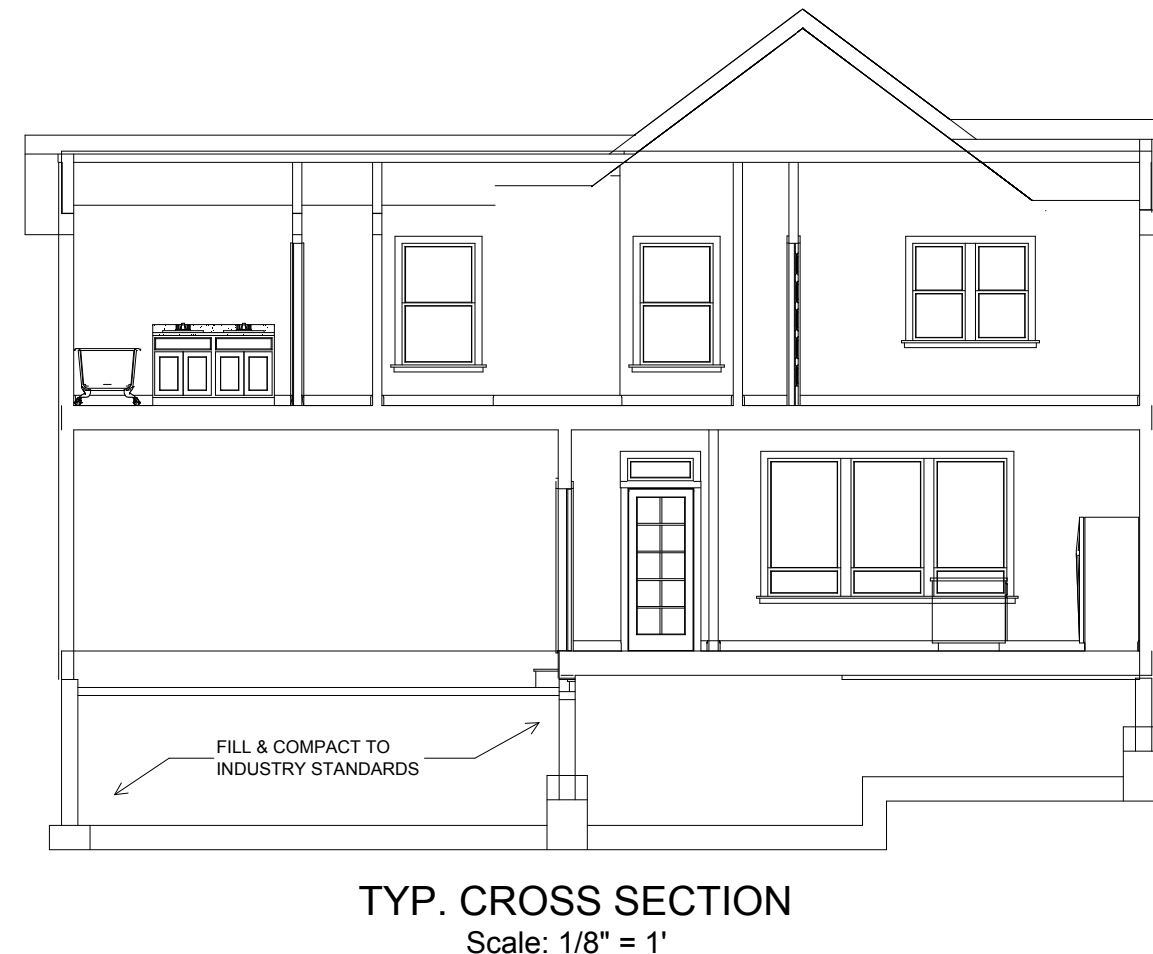 FILL & COMPACT TO
INDUSTRY STANDARDS
TYP. CROSS SECTION
Scale: 1/8" = 1'